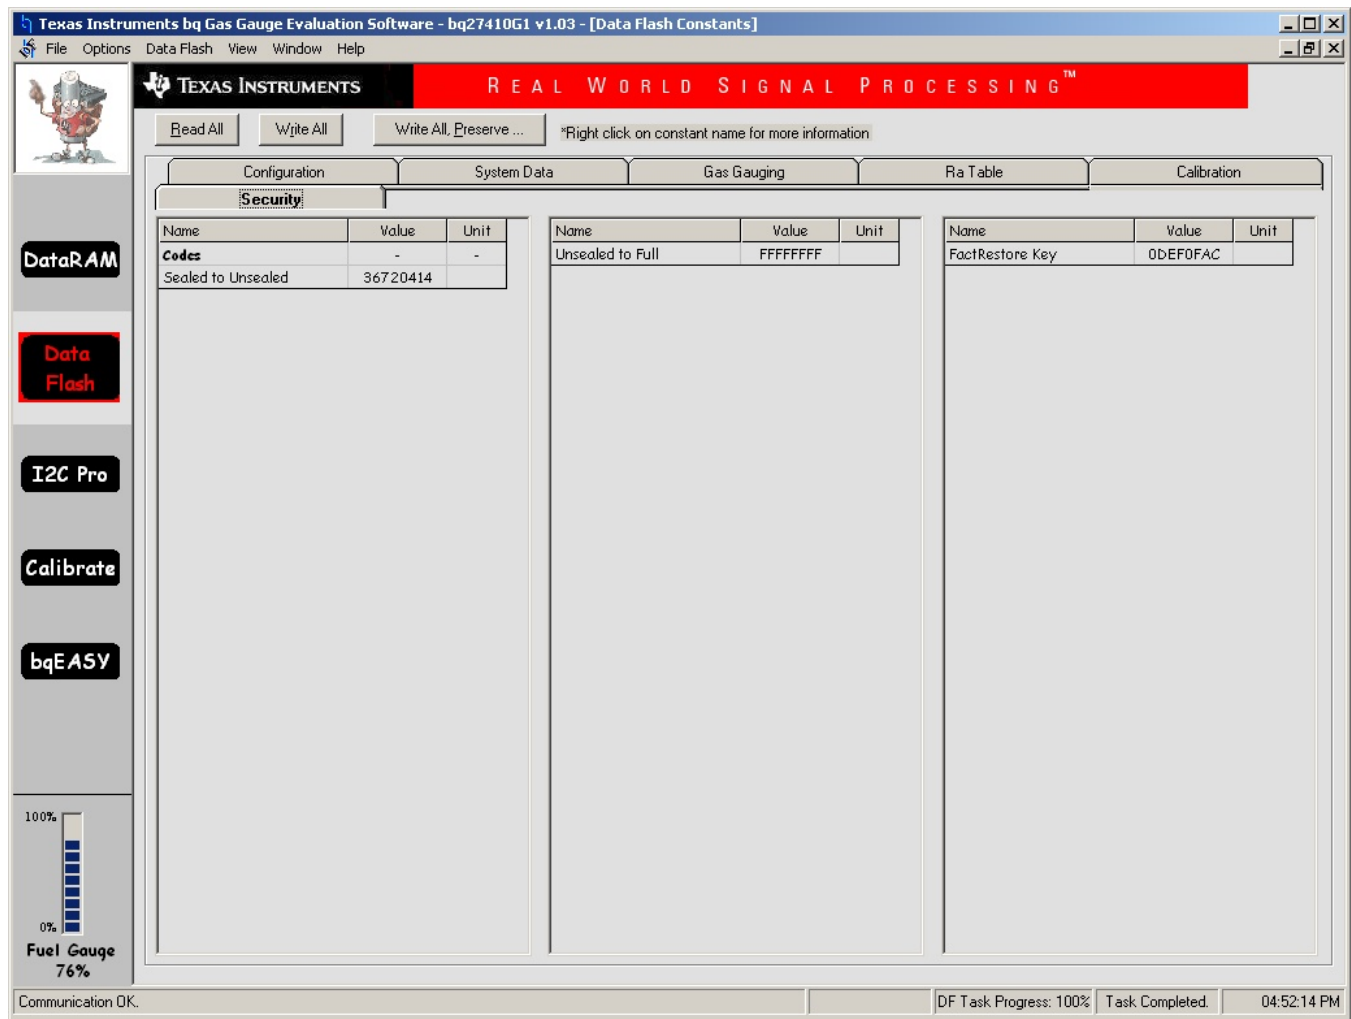 Texas Instruments bq Gas Gauge Evaluation Software - bq27410G1 v1.03 - [Data Flash Constants]
File Options Data Flash View Window Help
TEXAS INSTRUMENTS REAL WORLD SIGNAL PROCESSING™
Read All Write All Write All, Preserve ... *Right click on constant name for more information
Configuration System Data Gas Gauging Ra Table Calibration
Security
Name Value Unit Name Value Unit Name Value Unit
Codes - - Unsealed to Full FFFFFFFF FactRestore Key 0DEF0FAC
Sealed to Unsealed 36720414
DataRAM
Data
Flash
I2C Pro
Calibrate
bqEASY
100%
0%
Fuel Gauge
76%
Communication OK. DF Task Progress: 100% Task Completed. 04:52:14 PM